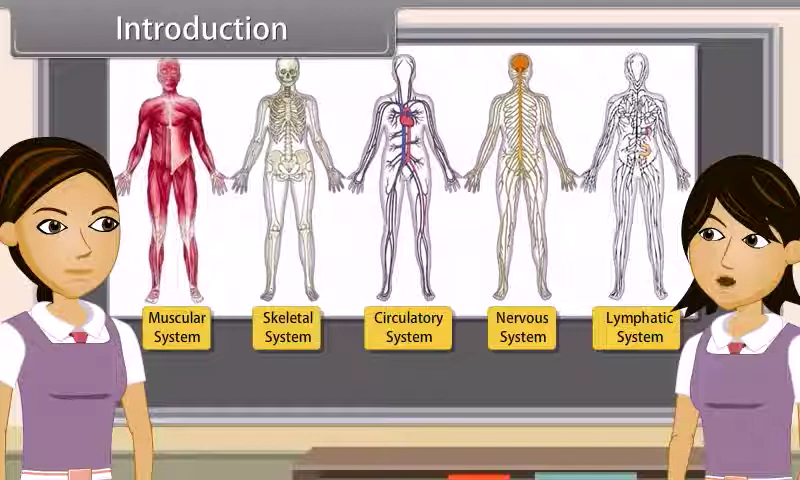 Introduction
Muscular
System
Skeletal
System
Circulatory
System
Nervous
System
Lymphatic
System